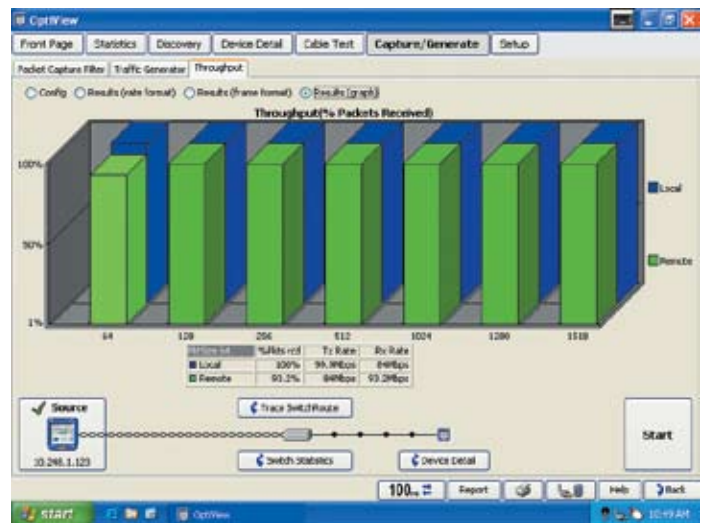 OptiView
Front Page Statistics Discovery Device Detail Cable Test Capture/Generate Setup
Packet Capture Filter Traffic Generator Throughput
Config Results (rate format) Results (frame format) Results (graph)
Throughput(% Packets Received)
100%
50%
1%
Local
Remote
64 128 256 512 1024 1280 1518
%Pkts rcd Tx Rate Rx Rate
Local 100% 99.9Mbps 84Mbps
Remote 93.2% 84Mbps 93.2Mbps
Source
Trace SwitchRoute
10.248.1.123
Switch Statistics
Device Detail
Start
100 Report Help Back
start OptiView 10:49 AM